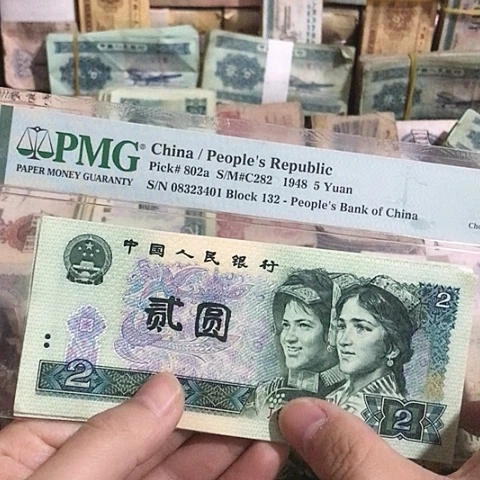 PMG
PAPER MONEY GUARANTY
China / People's Republic
Pick# 802a S/M#C282 1948 5 Yuan
S/N 08323401 Block 132 - People's Bank of China
中国人民银行
贰圆
2
2
2